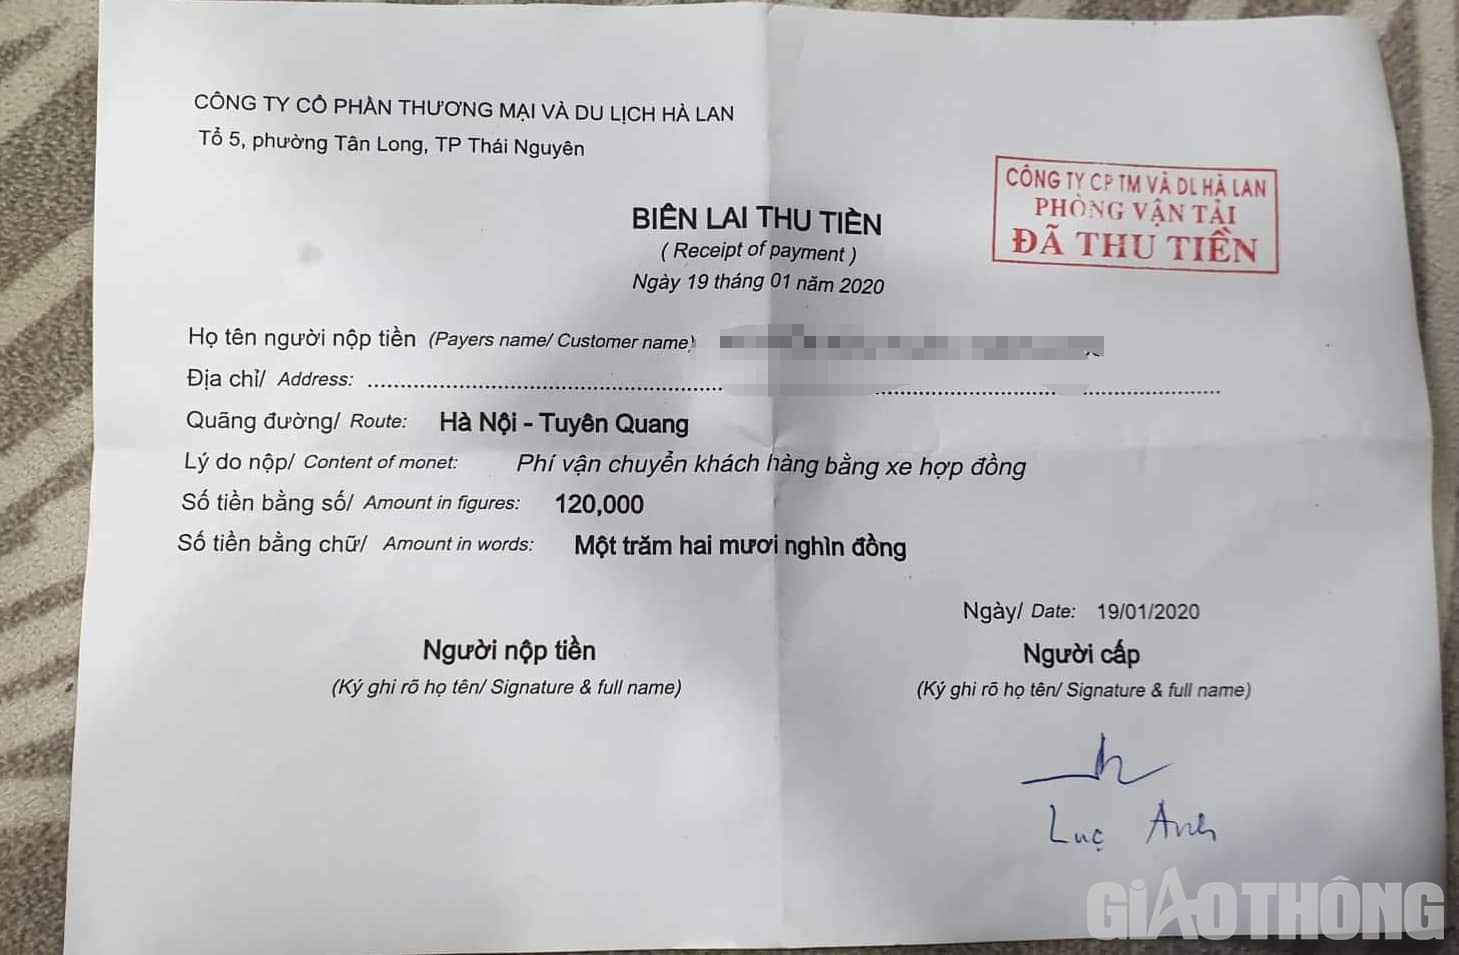 CÔNG TY CỔ PHẦN THƯƠNG MẠI VÀ DU LỊCH HÀ LAN
Tổ 5, phường Tân Long, TP Thái Nguyên
CÔNG TY CP TM VÀ DL HÀ LAN
PHÒNG VẬN TẢI
ĐÃ THU TIỀN
BIÊN LAI THU TIỀN
( Receipt of payment )
Ngày 19 tháng 01 năm 2020
Họ tên người nộp tiền (Payers name/ Customer name)
Địa chỉ/ Address:
Quãng đường/ Route: Hà Nội - Tuyên Quang
Lý do nộp/ Content of monet: Phí vận chuyển khách hàng bằng xe hợp đồng
Số tiền bằng số/ Amount in figures: 120,000
Số tiền bằng chữ/ Amount in words: Một trăm hai mươi nghìn đồng
Ngày/ Date: 19/01/2020
Người nộp tiền Người cấp
(Ký ghi rõ họ tên/ Signature & full name) (Ký ghi rõ họ tên/ Signature & full name)
Lục Anh
GIAO THÔNG